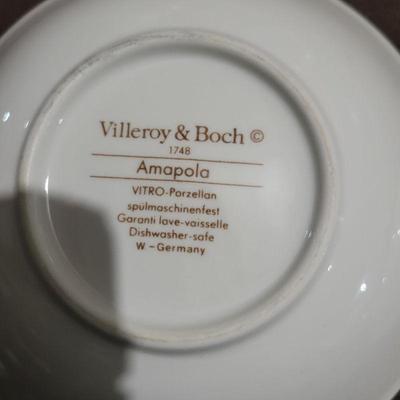 Villeroy & Boch ©
1748
Amapola
VITRO-Porzellan
spülmaschinenfest
Garanti lave-vaisselle
Dishwasher-safe
W-Germany